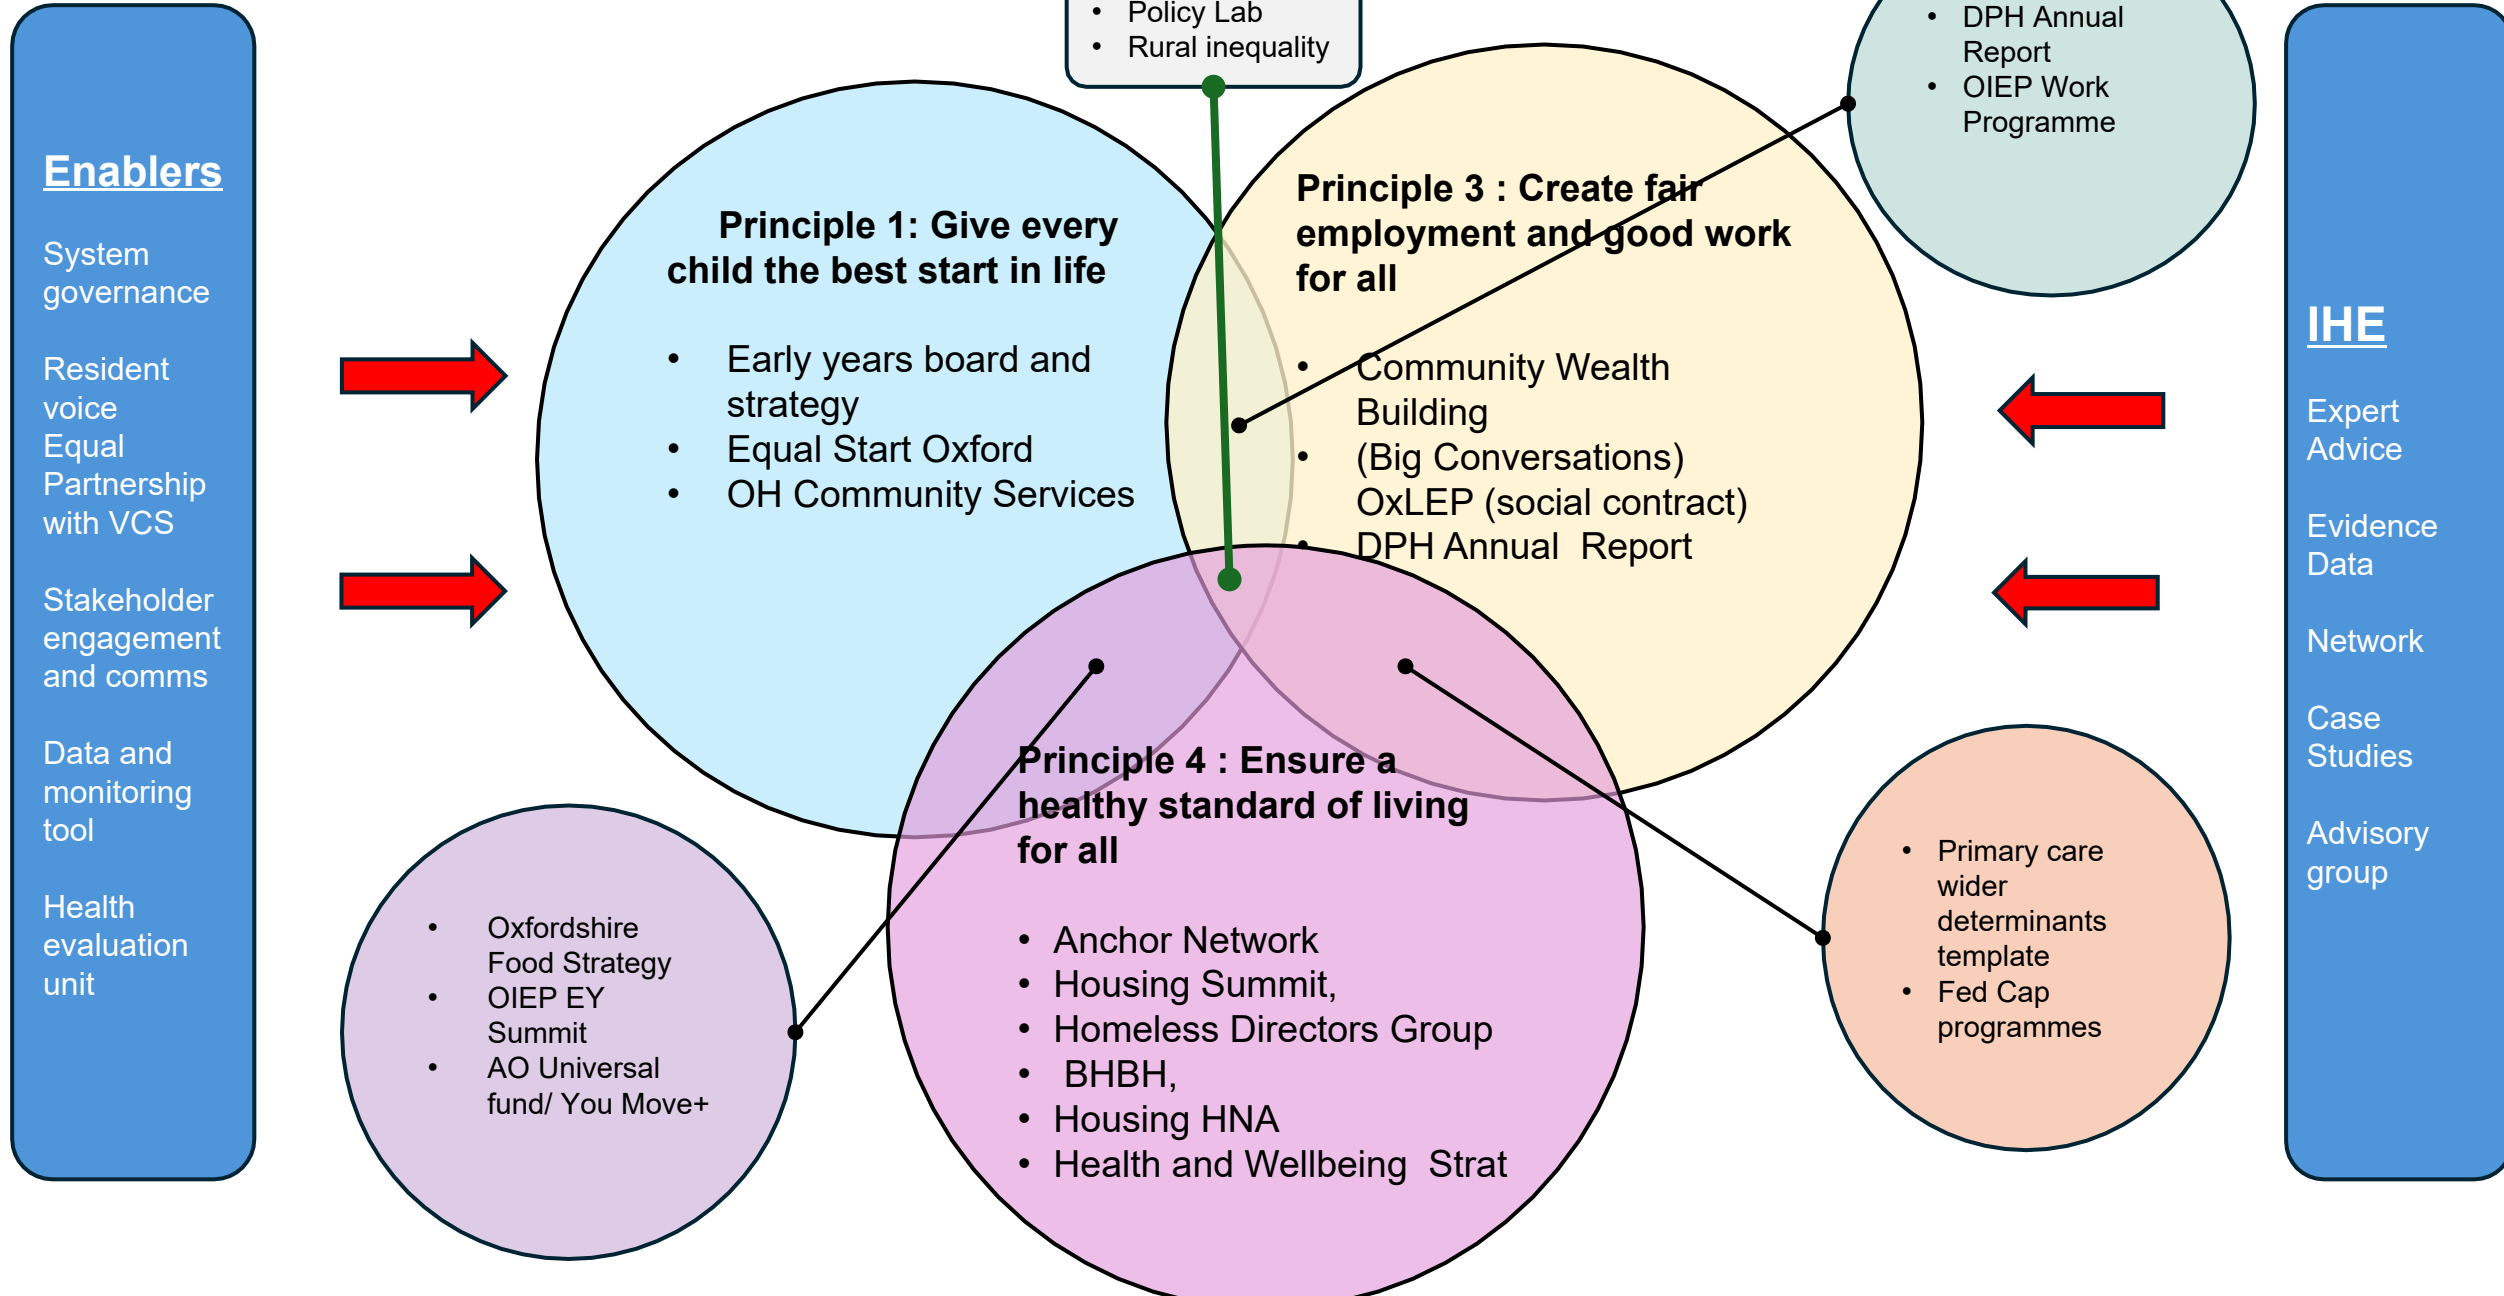 • Policy Lab
• Rural inequality
• DPH Annual
Report
• OIEP Work
Programme
Enablers
System
governance
Resident
voice
Equal
Partnership
with VCS
Stakeholder
engagement
and comms
Data and
monitoring
tool
Health
evaluation
unit
Principle 1: Give every
child the best start in life
• Early years board and
strategy
• Equal Start Oxford
• OH Community Services
Principle 3 : Create fair
employment and good work
for all
• Community Wealth
Building
• (Big Conversations)
OxLEP (social contract)
• DPH Annual  Report
Principle 4 : Ensure a
healthy standard of living
for all
• Anchor Network
• Housing Summit,
• Homeless Directors Group
• BHBH,
• Housing HNA
• Health and Wellbeing  Strat
• Oxfordshire
Food Strategy
• OIEP EY
Summit
• AO Universal
fund/ You Move+
• Primary care
wider
determinants
template
• Fed Cap
programmes
IHE
Expert
Advice
Evidence
Data
Network
Case
Studies
Advisory
group